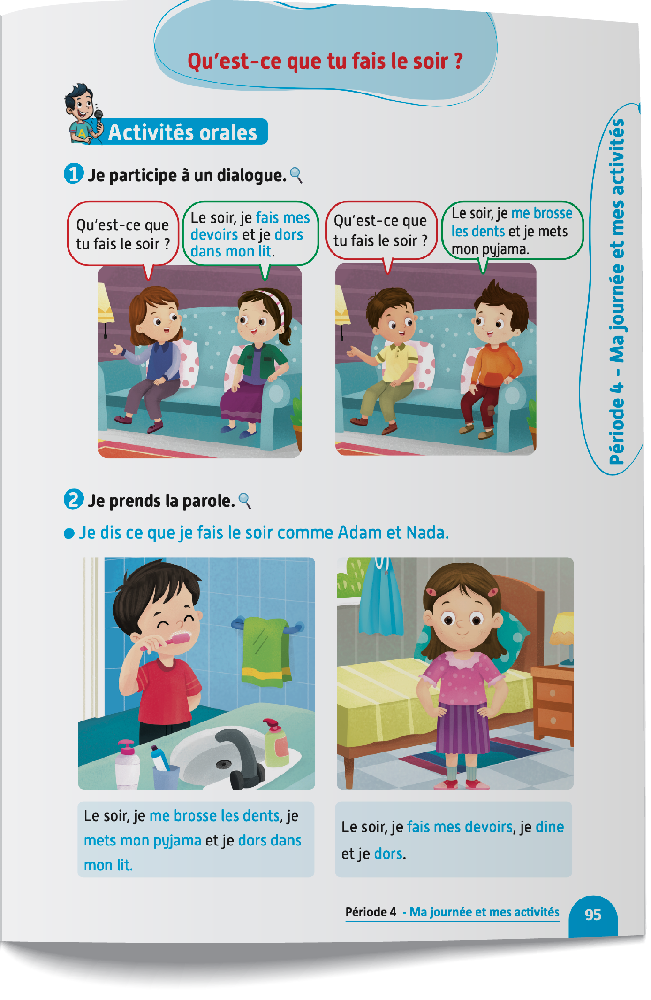 Qu'est-ce que tu fais le soir ?
A
Activités orales
1 Je participe à un dialogue.
Qu'est-ce que
tu fais le soir ?
Le soir, je fais mes
devoirs et je dors
dans mon lit.
Qu'est-ce que
tu fais le soir ?
Le soir, je me brosse
les dents et je mets
mon pyjama.
2 Je prends la parole.
● Je dis ce que je fais le soir comme Adam et Nada.
Le soir, je me brosse les dents, je
mets mon pyjama et je dors dans
mon lit.
Le soir, je fais mes devoirs, je dîne
et je dors.
Période 4 - Ma journée et mes activités
Période 4 - Ma journée et mes activités
95